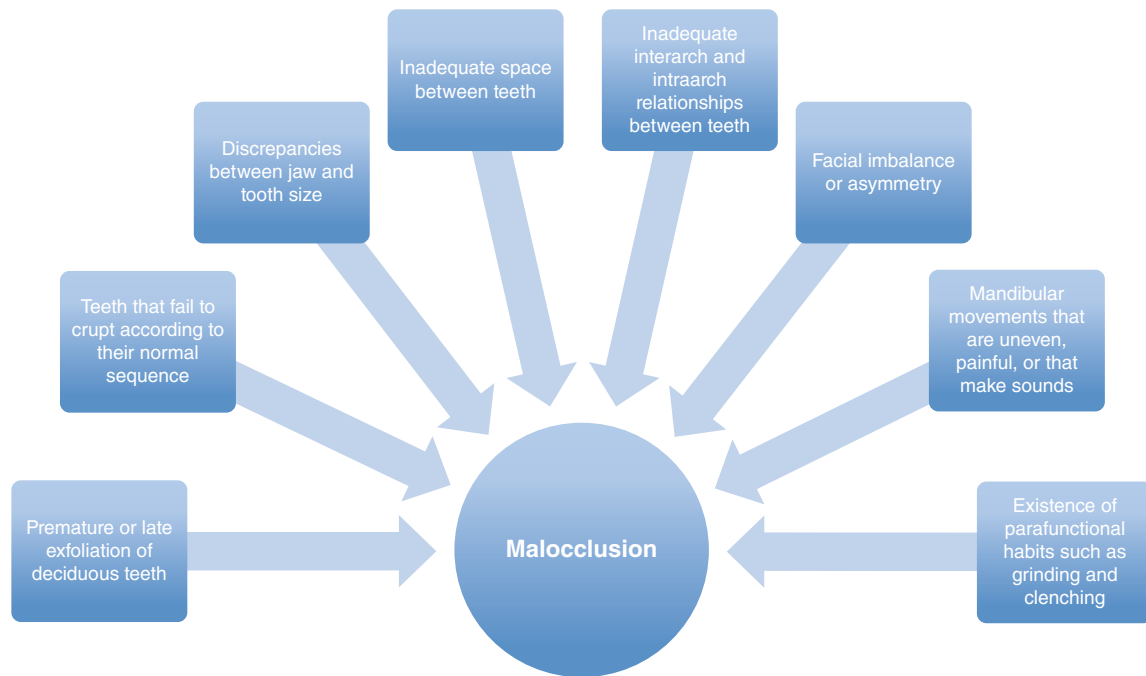 Inadequate space
between teeth
Inadequate
interarch and
intraarch
relationships
between teeth
Discrepancies
between jaw and
tooth size
Facial imbalance
or asymmetry
Teeth that fail to
crupt according to
their normal
sequence
Mandibular
movements that
are uneven,
painful, or that
make sounds
Premature or late
exfoliation of
deciduous teeth
Malocclusion
Existence of
parafunctional
habits such as
grinding and
clenching